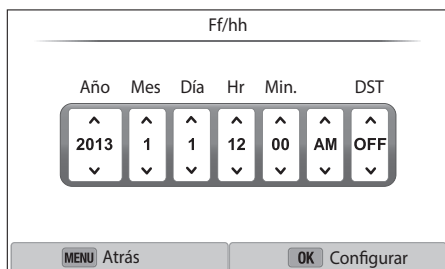 Ff/hh
Año Mes Día Hr Min. DST
2013 1 1 12 00 AM OFF
MENU Atrás OK Configurar